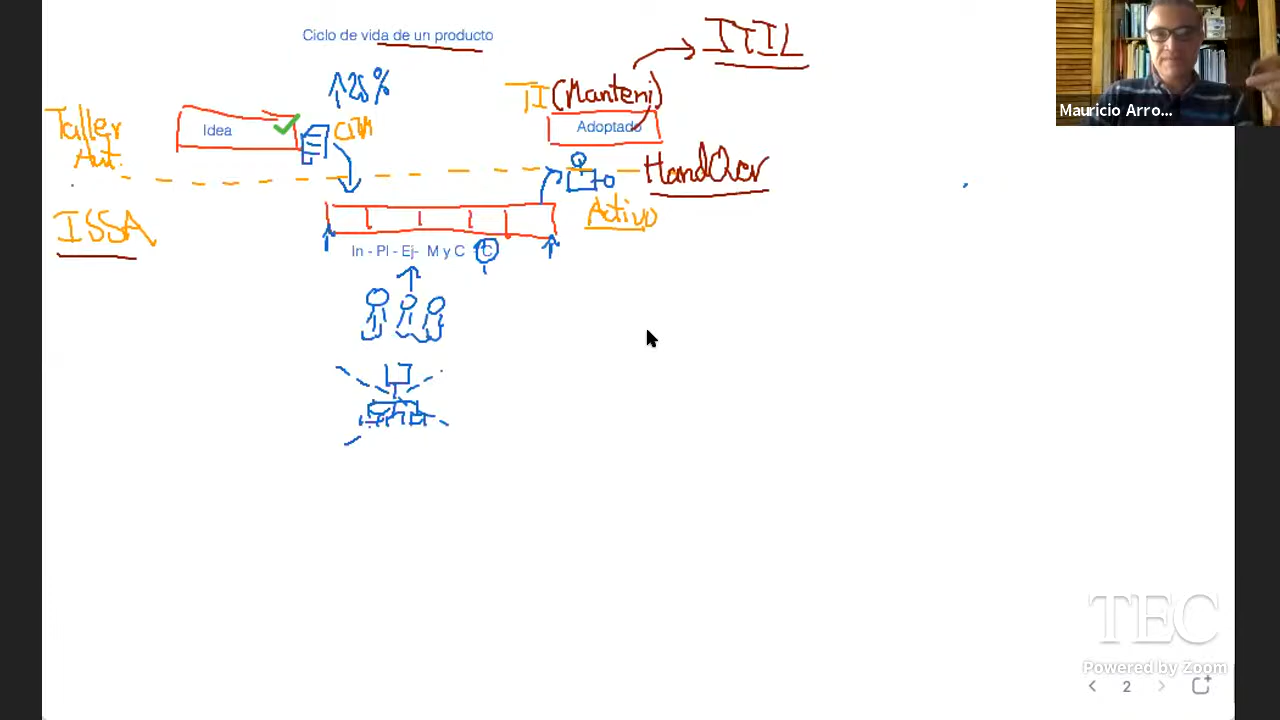 Ciclo de vida de un producto
ITIL
↑25%
TI (Manteni)
Taller
Aut.
Idea
Adoptado
HandOver
ISSA
Activo
In - Pl - Ej- M y C - C
Mauricio Arro...
TEC
Powered by Zoom
2